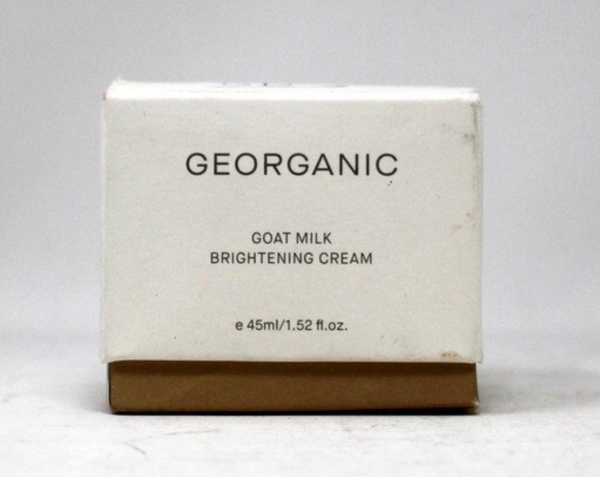 GEORGANIC
GOAT MILK
BRIGHTENING CREAM
e 45ml/1.52 fl.oz.